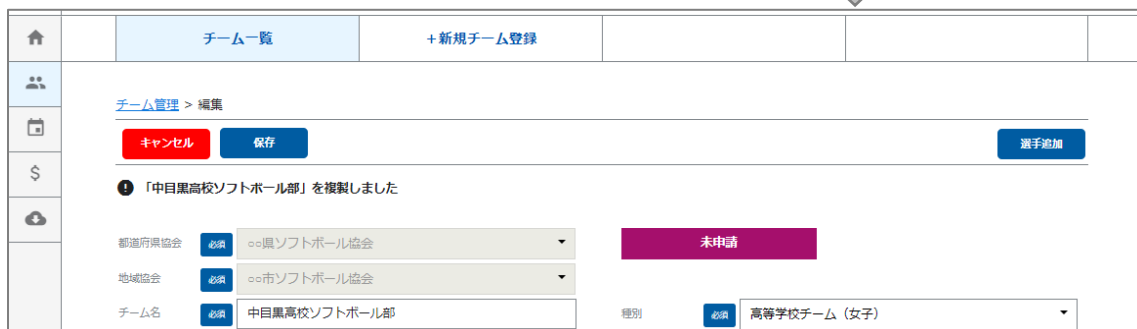 チーム一覧 +新規チーム登録
チーム管理 > 編集
キャンセル 保存 選手追加
! 「中目黒高校ソフトボール部」を複製しました
都道府県協会 必須 ○○県ソフトボール協会 未申請
地域協会 必須 ○○市ソフトボール協会
チーム名 必須 中目黒高校ソフトボール部 種別 必須 高等学校チーム（女子）